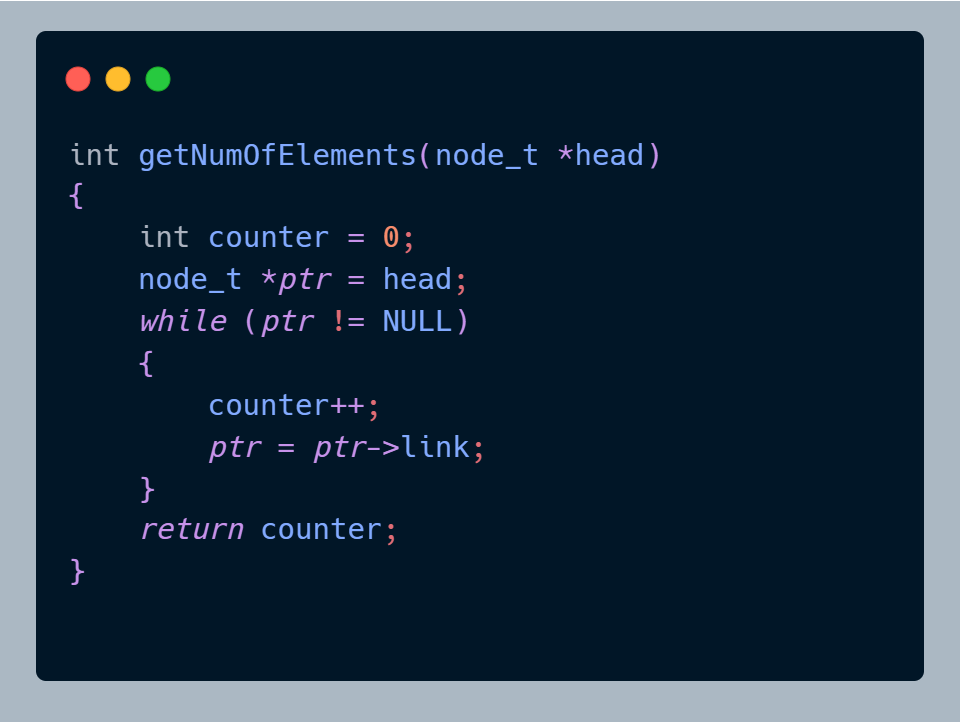 int getNumOfElements(node_t *head)
{
    int counter = 0;
    node_t *ptr = head;
    while (ptr != NULL)
    {
        counter++;
        ptr = ptr->link;
    }
    return counter;
}